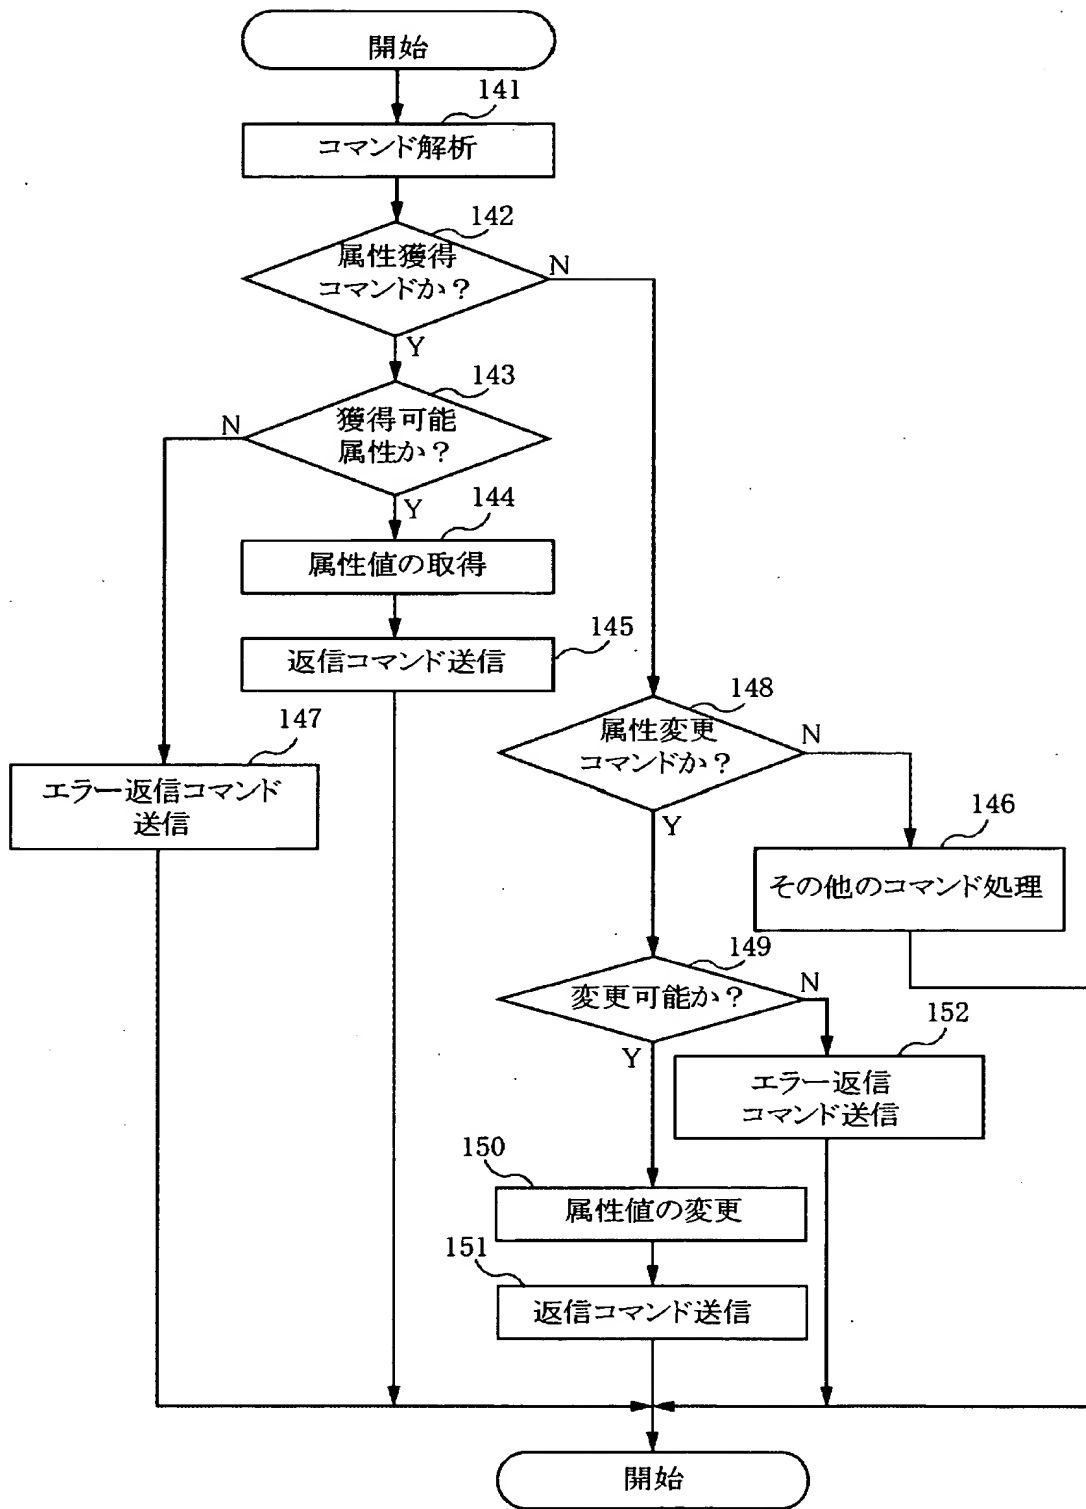 開始
141
コマンド解析
142
属性獲得
コマンドか？
N
Y
143
獲得可能
属性か？
N
Y
144
属性値の取得
145
返信コマンド送信
147
エラー返信コマンド
送信
148
属性変更
コマンドか？
N
Y
146
その他のコマンド処理
149
変更可能か？
N
Y
152
エラー返信
コマンド送信
150
属性値の変更
151
返信コマンド送信
開始